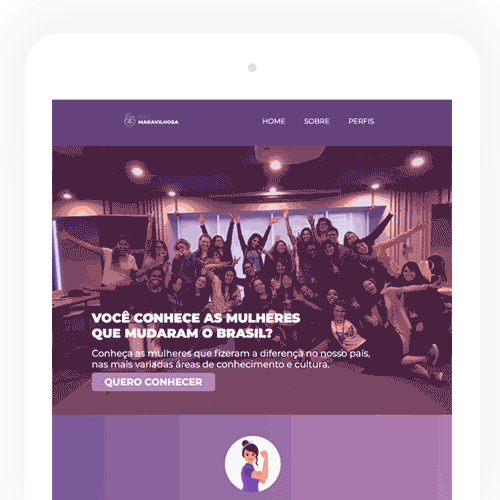 MARAVILHOSA
HOME SOBRE PERFIS
VOCÊ CONHECE AS MULHERES
QUE MUDARAM O BRASIL?
Conheça as mulheres que fizeram a diferença no nosso país,
nas mais variadas áreas de conhecimento e cultura.
QUERO CONHECER